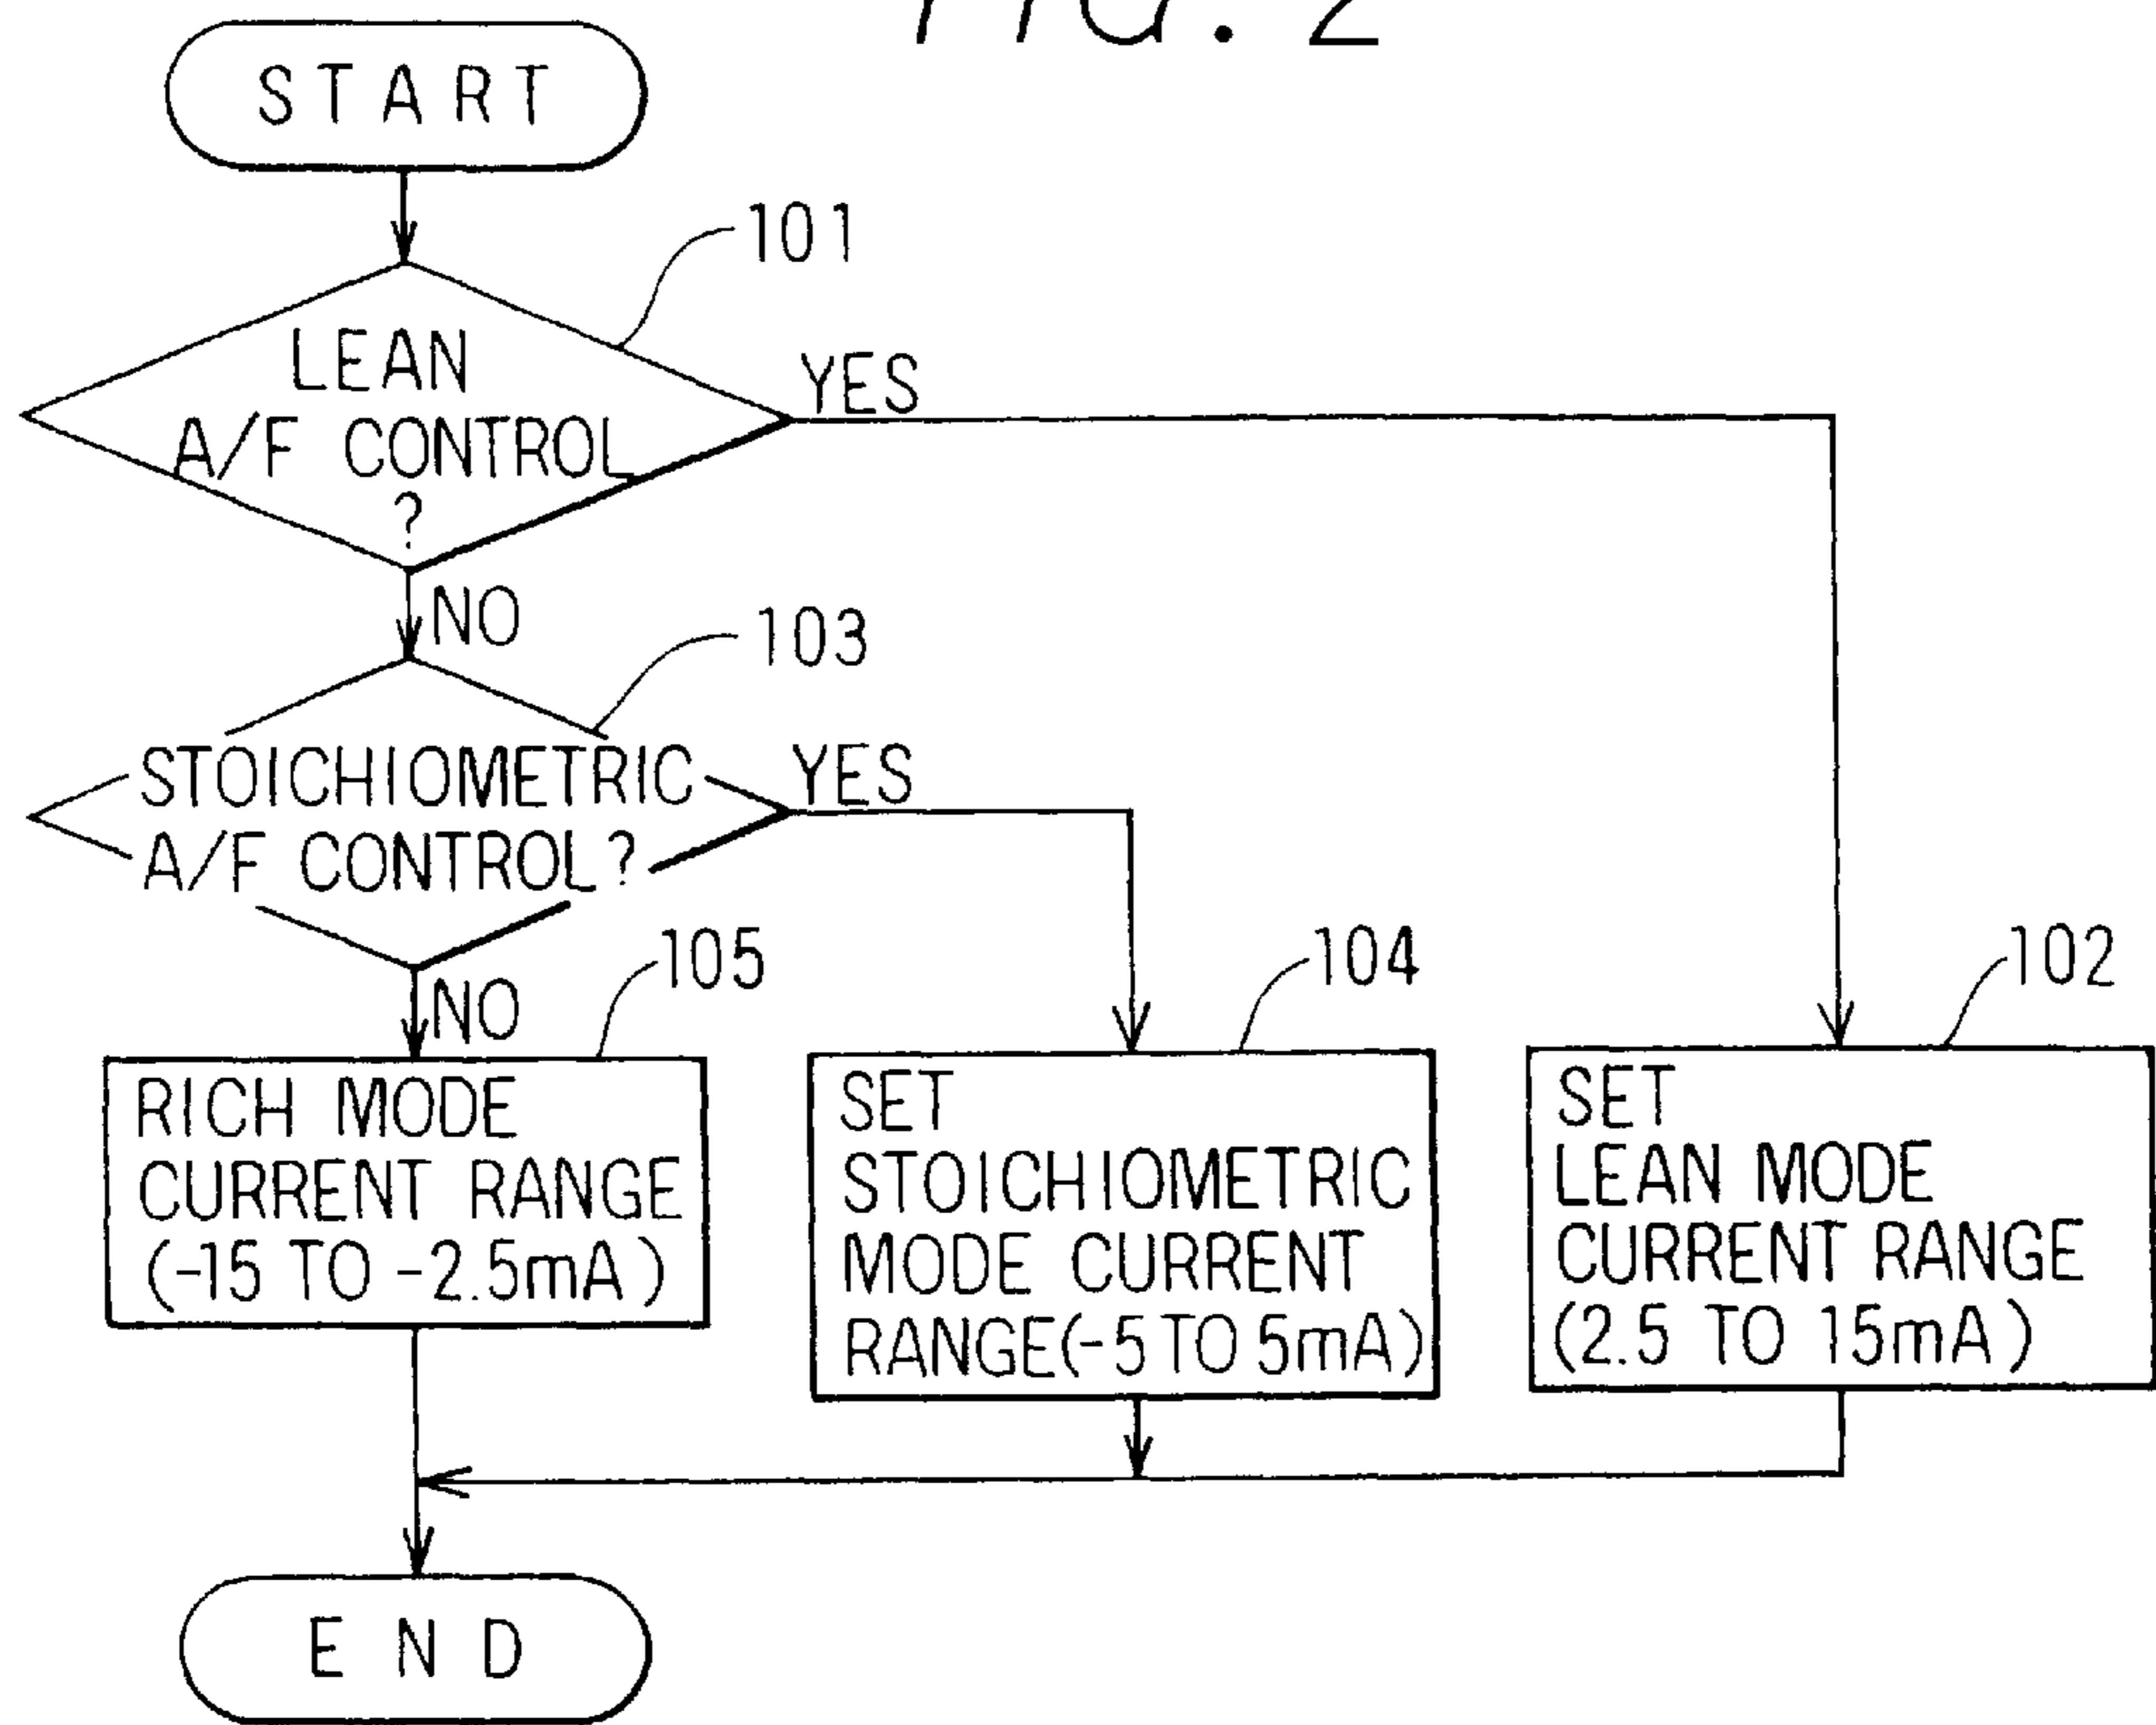 FIG. 2
START
101
LEAN
A/F CONTROL
?
YES
NO
103
STOICHIOMETRIC
A/F CONTROL?
YES
NO
105
104
102
RICH MODE
CURRENT RANGE
(-15 TO -2.5mA)
SET
STOICHIOMETRIC
MODE CURRENT
RANGE(-5 TO 5mA)
SET
LEAN MODE
CURRENT RANGE
(2.5 TO 15mA)
END